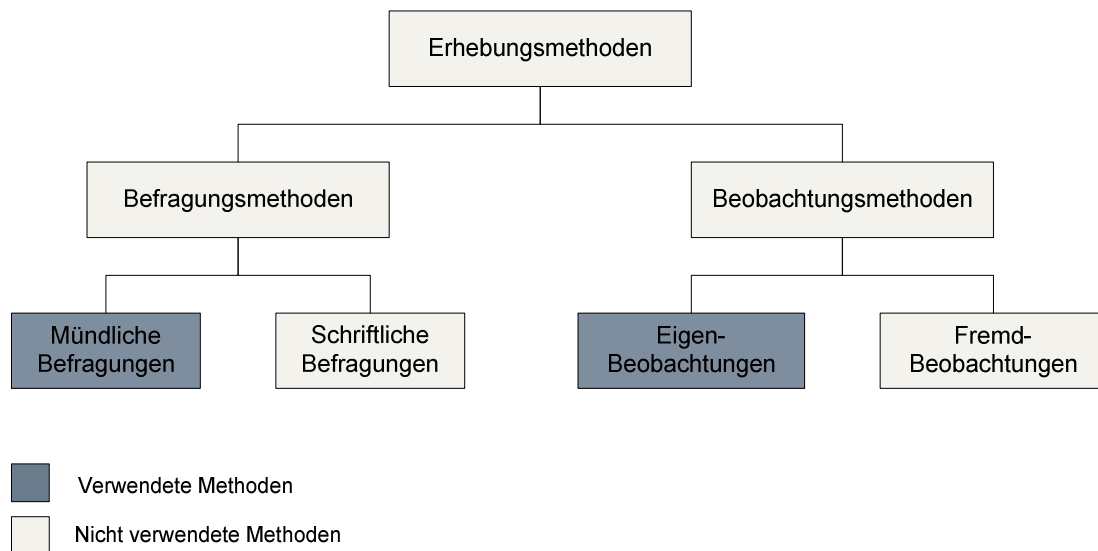 Erhebungsmethoden
Befragungsmethoden
Beobachtungsmethoden
Mündliche
Befragungen
Schriftliche
Befragungen
Eigen-
Beobachtungen
Fremd-
Beobachtungen
Verwendete Methoden
Nicht verwendete Methoden